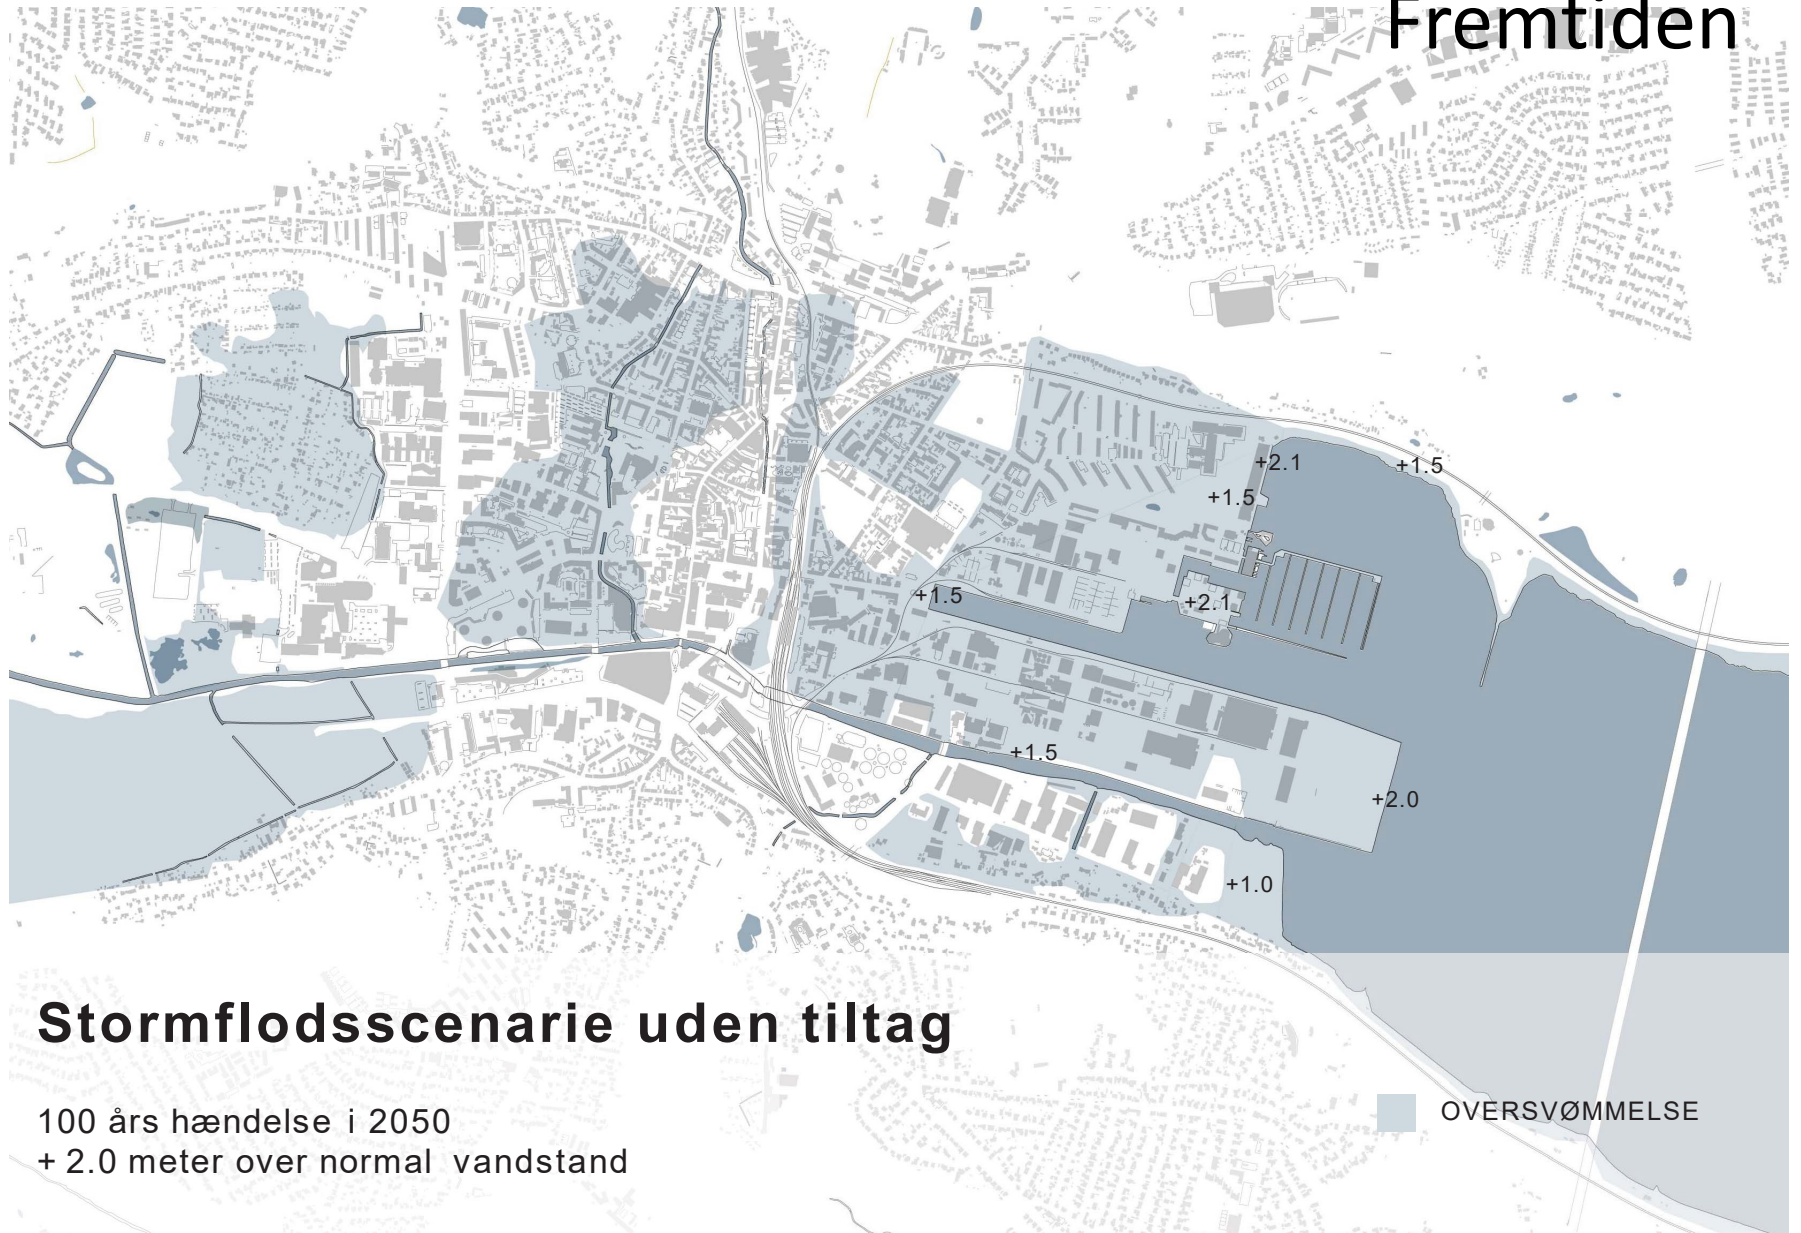 Fremtiden
+2.1
+1.5
+1.5
+1.5
+2.1
+1.5
+2.0
+1.0
Stormflodsscenarie uden tiltag
100 års hændelse i 2050
+ 2.0 meter over normal vandstand
OVERSVØMMELSE